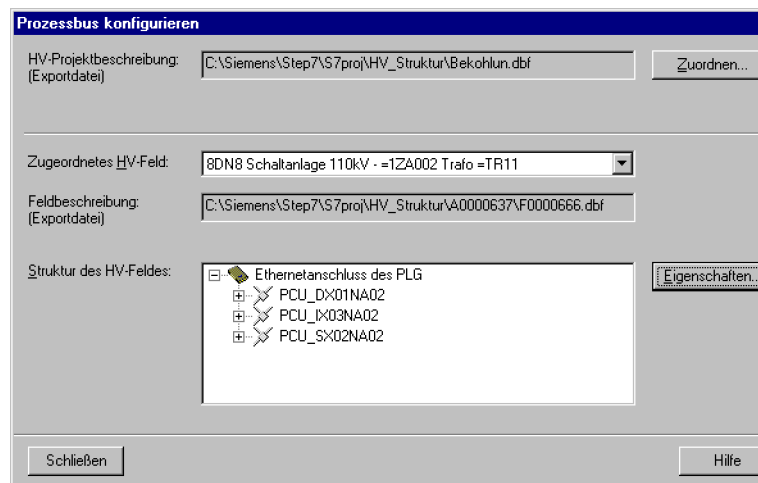 Prozessbus konfigurieren
HV-Projektbeschreibung:
(Exportdatei)
C:\Siemens\Step7\S7proj\HV_Struktur\Bekohlun.dbf
Zuordnen...
Zugeordnetes HV-Feld:
8DN8 Schaltanlage 110kV - =1ZA002 Trafo =TR11
Feldbeschreibung:
(Exportdatei)
C:\Siemens\Step7\S7proj\HV_Struktur\A0000637\F0000666.dbf
Struktur des HV-Feldes:
Ethernetanschluss des PLG
PCU_DX01NA02
PCU_IX03NA02
PCU_SX02NA02
Eigenschaften...
Schließen
Hilfe